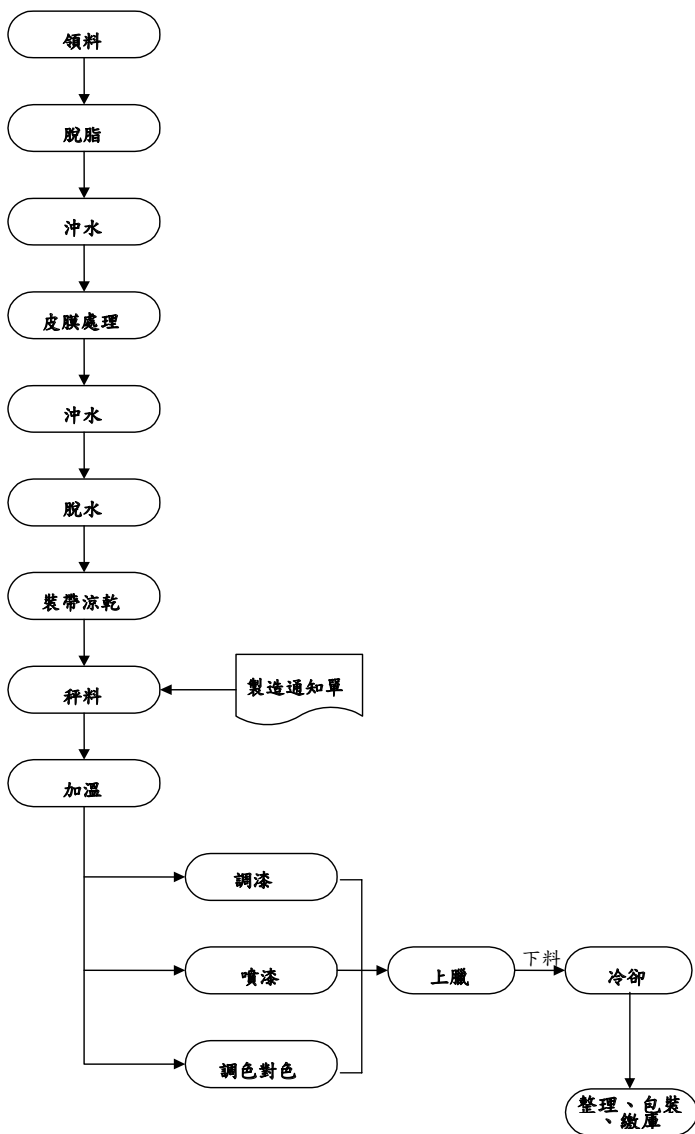 領料
脫脂
沖水
皮膜處理
沖水
脫水
裝帶涼乾
秤料
製造通知單
加溫
調漆
噴漆
上臘
下料
冷卻
調色對色
整理、包裝
、繳庫